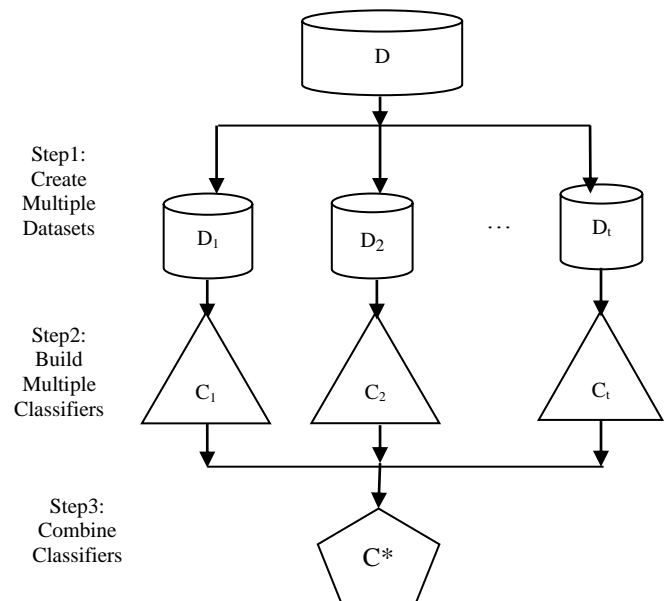 D
Step1:
Create
Multiple
Datasets
D₁
D₂
...
Dₜ
Step2:
Build
Multiple
Classifiers
C₁
C₂
Cₜ
Step3:
Combine
Classifiers
C*